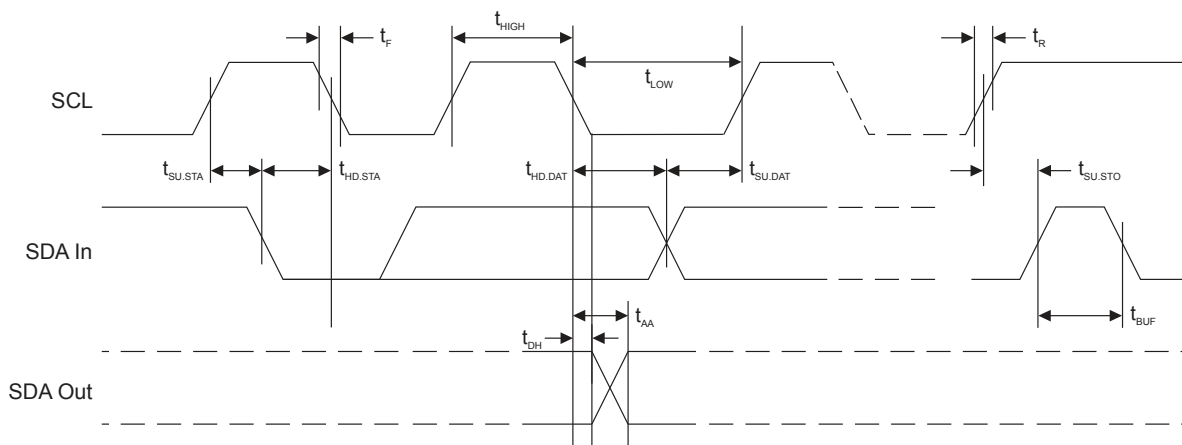 tHIGH
tF
tR
tLOW
SCL
tSU.STA
tHD.STA
tHD.DAT
tSU.DAT
tSU.STO
SDA In
tAA
tBUF
tDH
SDA Out